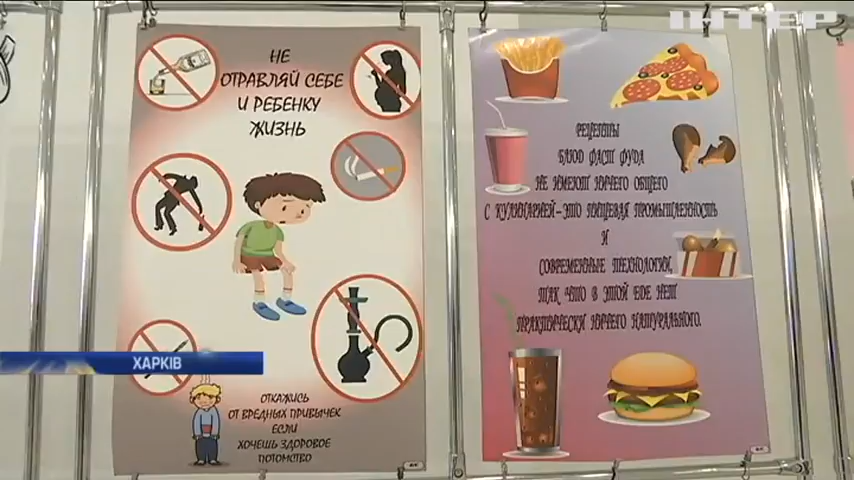 ІНТЕР
НЕ
ОТРАВЛЯЙ СЕБЕ
И РЕБЕНКУ
ЖИЗНЬ
ОТКАЖИСЬ
ОТ ВРЕДНЫХ ПРИВЫЧЕК
ЕСЛИ
ХОЧЕШЬ ЗДОРОВОЕ
ПОТОМСТВО
РЕЦЕПТЫ
БЛЮД ФАСТ ФУДА
НЕ ИМЕЮТ НИЧЕГО ОБЩЕГО
С КУЛИНАРИЕЙ-ЭТО ПИЩЕВАЯ ПРОМЫШЛЕННОСТЬ
И
СОВРЕМЕННЫЕ ТЕХНОЛОГИИ,
ТАК ЧТО В ЭТОЙ ЕДЕ НЕТ
ПРАКТИЧЕСКИ НИЧЕГО НАТУРАЛЬНОГО.
ХАРКІВ